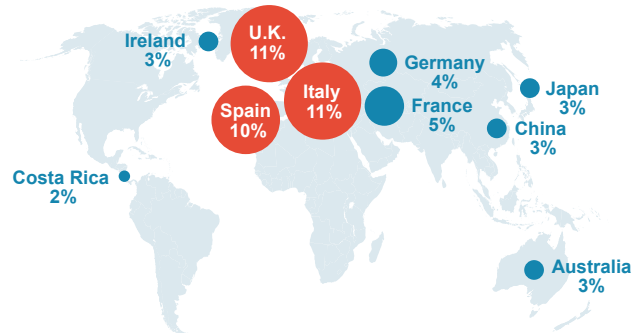 Ireland
3%
U.K.
11%
Germany
4%
Italy
11%
Spain
10%
France
5%
Japan
3%
China
3%
Costa Rica
2%
Australia
3%